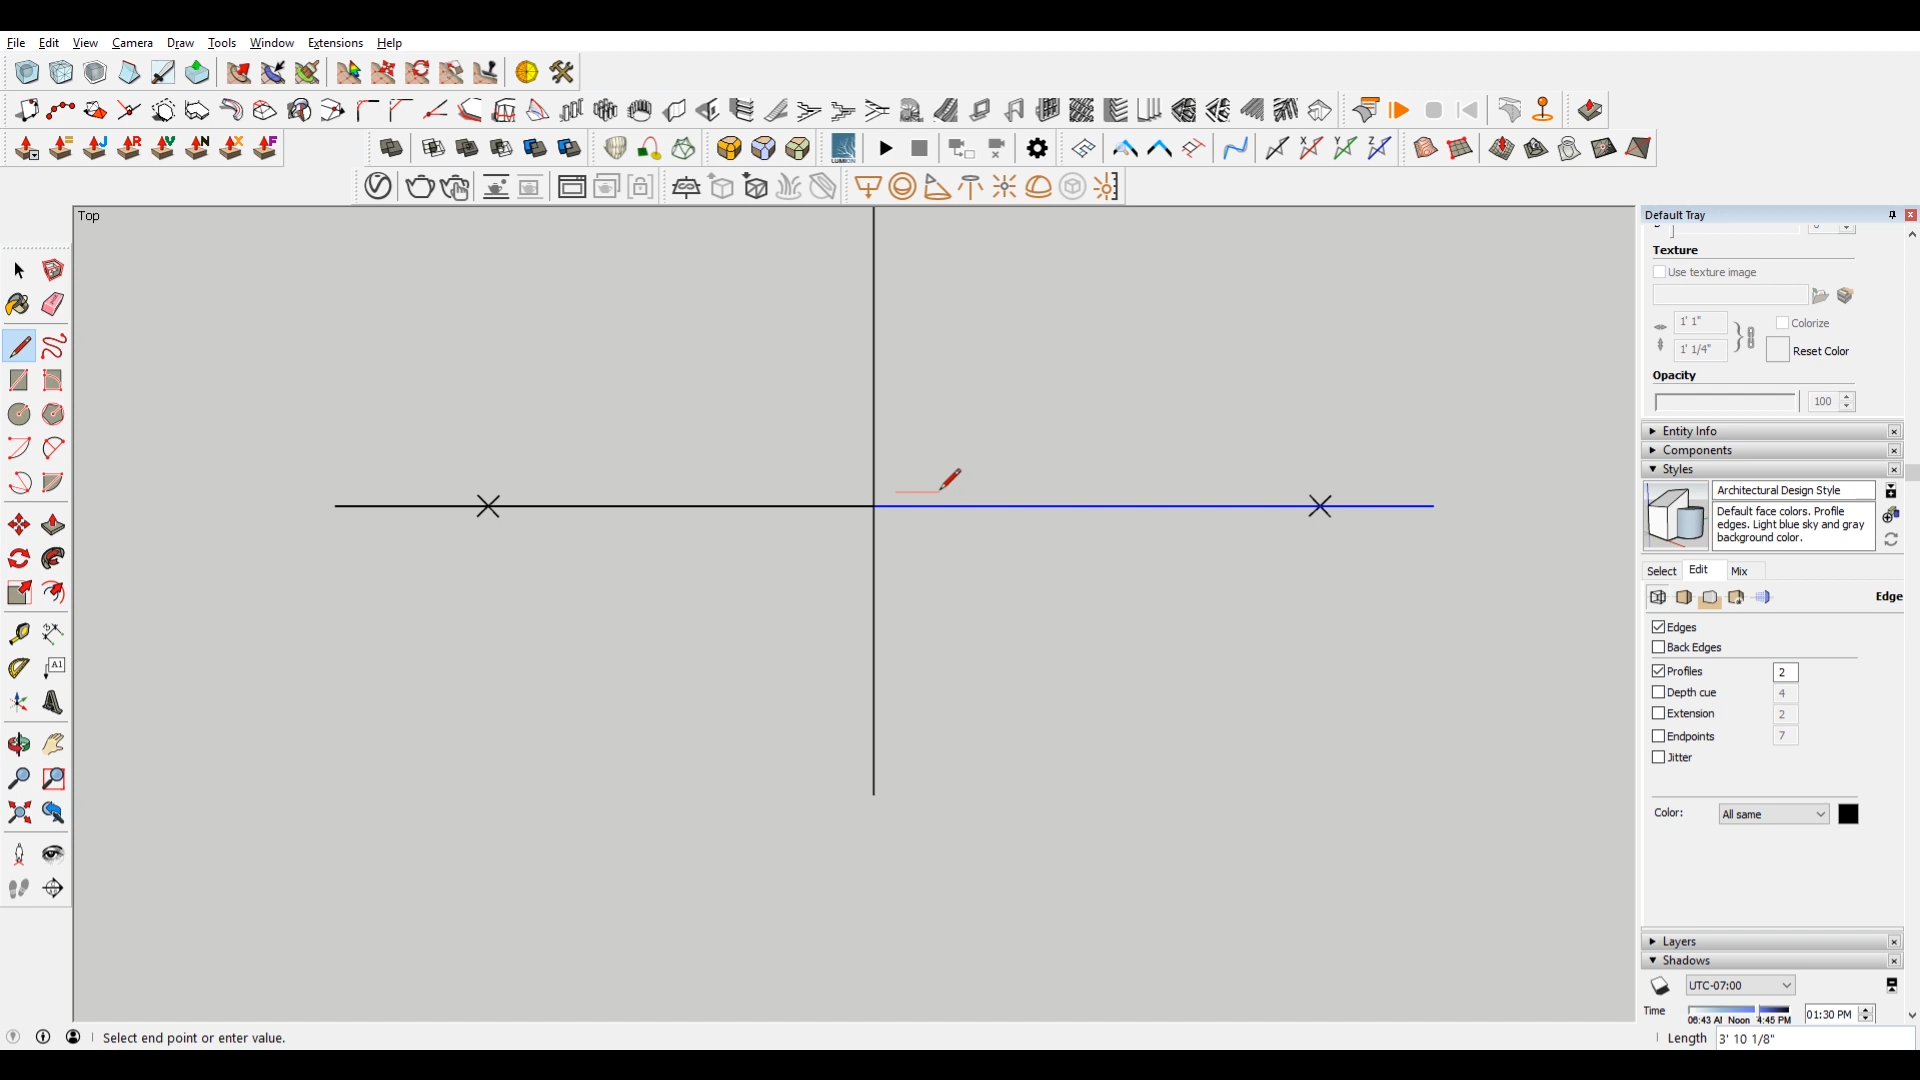 File Edit View Camera Draw Tools Window Extensions Help
Top
Default Tray
Texture
Use texture image
1' 1"
Colorize
1' 1/4"
Reset Color
Opacity
100
Entity Info
Components
Styles
Architectural Design Style
Default face colors. Profile
edges. Light blue sky and gray
background color.
Select Edit Mix
Edge
Edges
Back Edges
Profiles 2
Depth cue 4
Extension 2
Endpoints 7
Jitter
Color: All same
Layers
Shadows
UTC-07:00
Time 06:43 AM Noon 4:45 PM 01:30 PM
Select end point or enter value.
Length 3' 10 1/8"